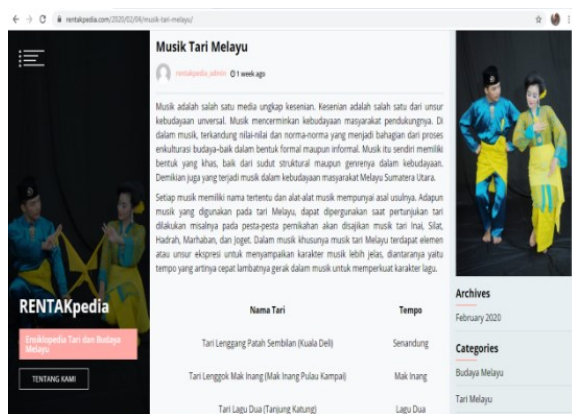 rentakpedia.com/2020/02/04/musik-tari-melayu/
Musik Tari Melayu
rentakpedia_admin 1 week ago
Musik adalah salah satu media ungkap kesenian. Kesenian adalah salah satu dari unsur
kebudayaan unversal. Musik mencerminkan kebudayaan masyarakat pendukungnya. Di
dalam musik, terkandung nilai-nilai dan norma-norma yang menjadi bahagian dari proses
enkulturasi budaya–baik dalam bentuk formal maupun informal. Musik itu sendiri memiliki
bentuk yang khas, baik dari sudut struktural maupun genrenya dalam kebudayaan.
Demikian juga yang terjadi musik dalam kebudayaan masyarakat Melayu Sumatera Utara.
Setiap musik memiliki nama tertentu dan alat-alat musik mempunyai asal usulnya. Adapun
musik yang digunakan pada tari Melayu, dapat dipergunakan saat pertunjukan tari
dilakukan misalnya pada pesta-pesta pernikahan akan disajikan musik tari Inai, Silat,
Hadrah, Marhaban, dan Joget. Dalam musik khusunya musik tari Melayu terdapat elemen
atau unsur ekspresi untuk menyampaikan karakter musik lebih jelas, diantaranya yaitu
tempo yang artinya cepat lambatnya gerak dalam musik untuk memperkuat karakter lagu.
Nama Tari Tempo
Tari Lenggang Patah Sembilan (Kuala Deli) Senandung
Tari Lenggok Mak Inang (Mak Inang Pulau Kampai) Mak Inang
Tari Lagu Dua (Tanjung Katung) Lagu Dua
RENTAKpedia
Ensiklopedia Tari dan Budaya
Melayu
TENTANG KAMI
Archives
February 2020
Categories
Budaya Melayu
Tari Melayu